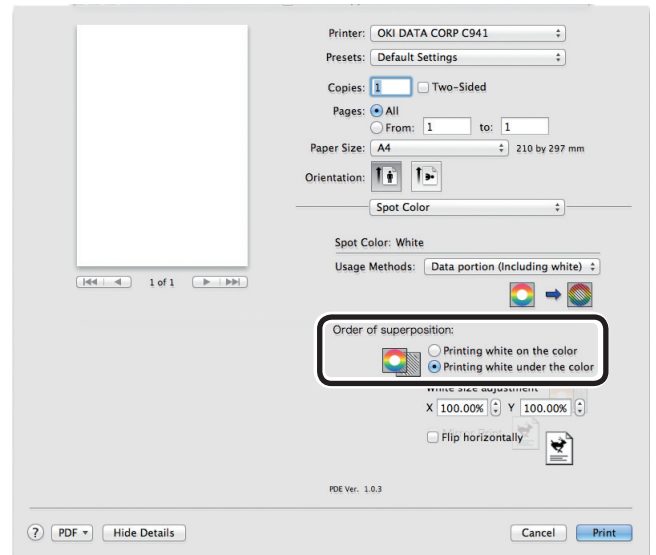 Printer: OKI DATA CORP C941
Presets: Default Settings
Copies: 1 Two-Sided
Pages: All
From: 1 to: 1
Paper Size: A4 210 by 297 mm
Orientation:
Spot Color
Spot Color: White
Usage Methods: Data portion (Including white)
1 of 1
Order of superposition:
Printing white on the color
Printing white under the color
White size adjustment
X 100.00% Y 100.00%
Flip horizontally
PDE Ver. 1.0.3
? PDF Hide Details Cancel Print